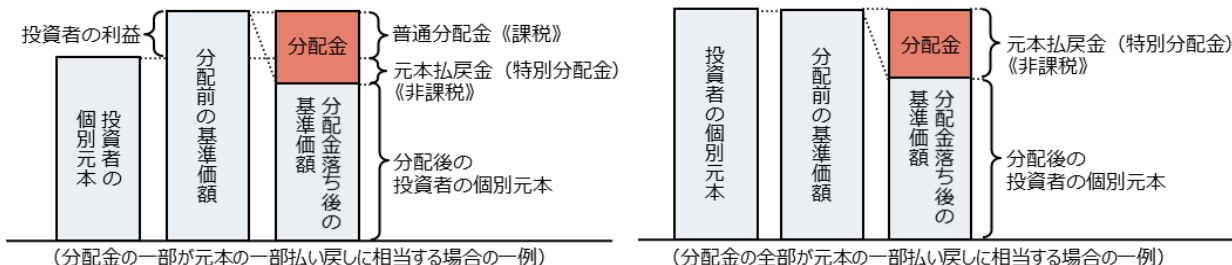 投資者の利益
投資者の
個別元本
分配前の基準価額
分配金
分配金落ち後の
基準価額
普通分配金《課税》
元本払戻金（特別分配金）
《非課税》
分配後の
投資者の個別元本
（分配金の一部が元本の一部払い戻しに相当する場合の一例）
投資者の個別元本
分配前の基準価額
分配金
分配金落ち後の
基準価額
元本払戻金（特別分配金）
《非課税》
分配後の
投資者の個別元本
（分配金の全部が元本の一部払い戻しに相当する場合の一例）